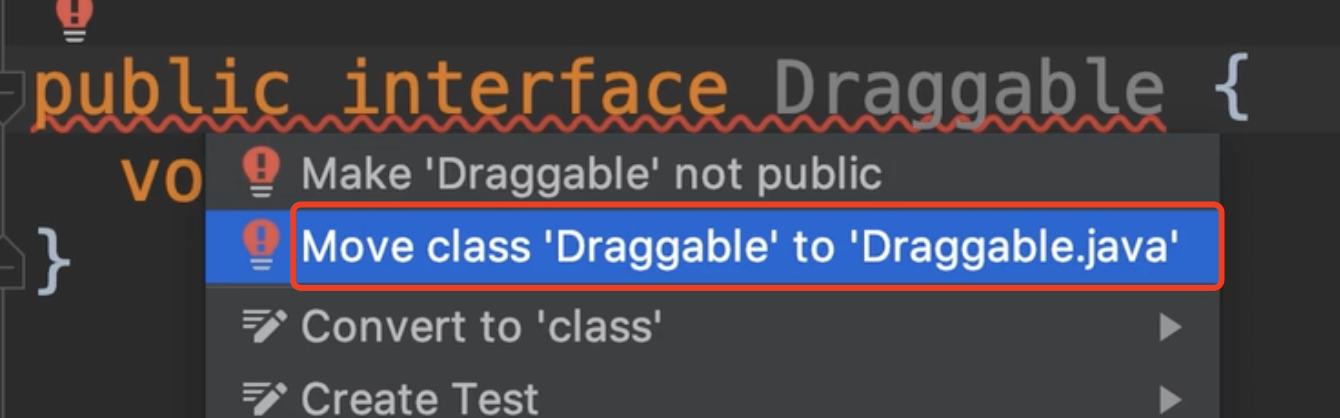 public interface Draggable {
vo
Make 'Draggable' not public
Move class 'Draggable' to 'Draggable.java'
}
Convert to 'class'
Create Test